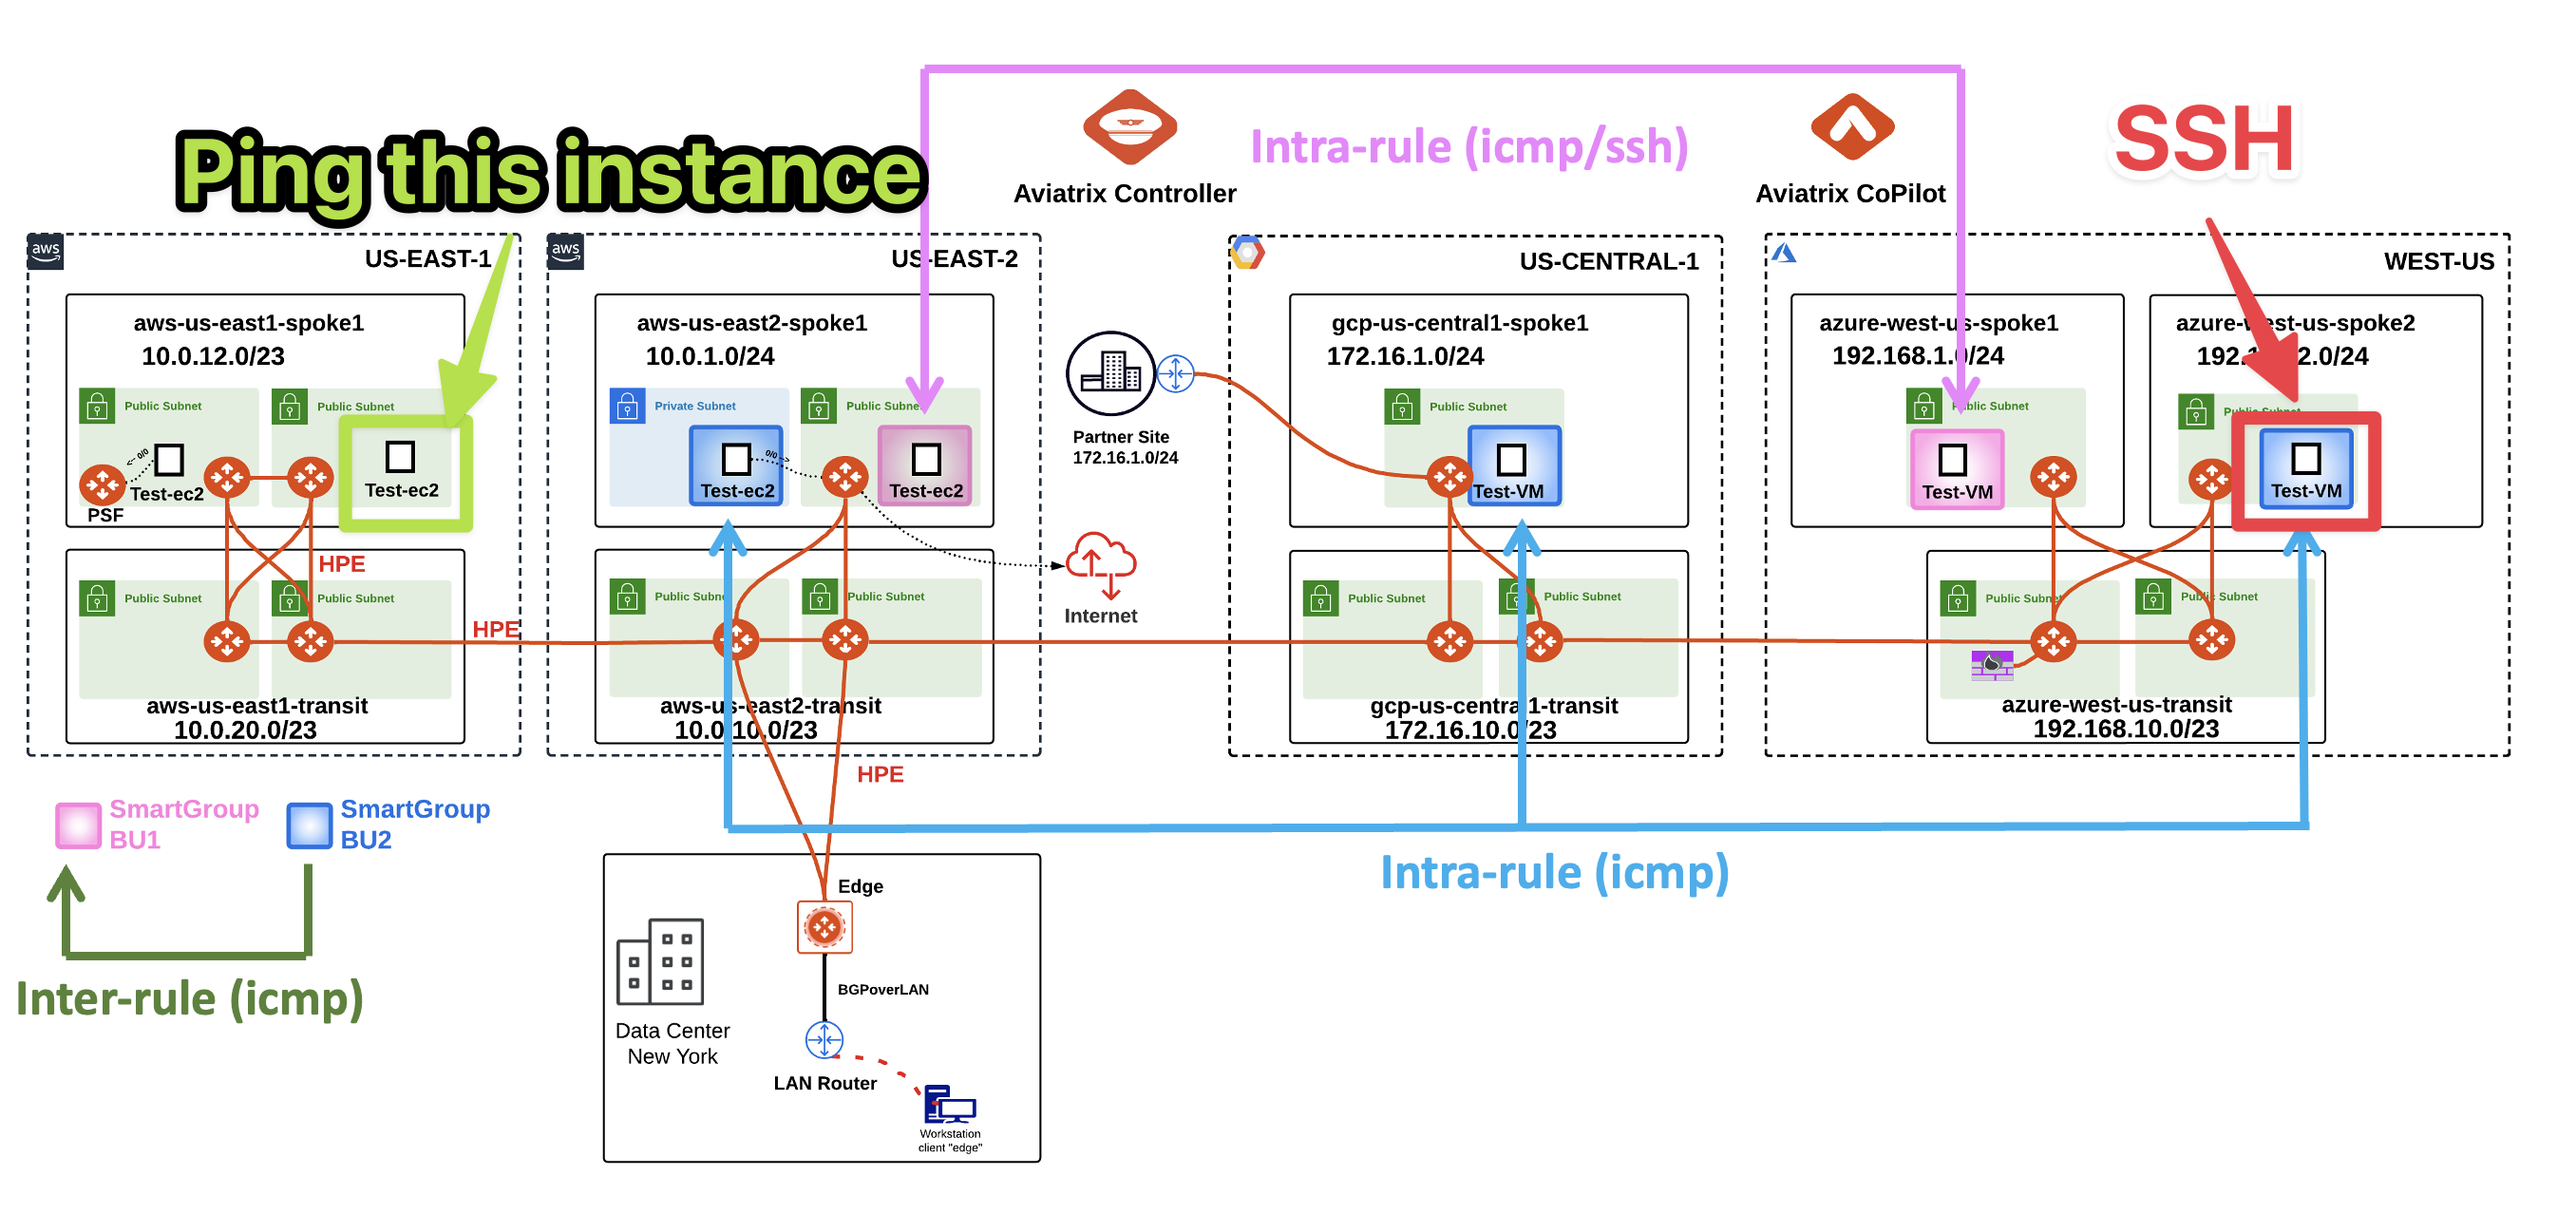 Ping this instance
Aviatrix Controller
Intra-rule (icmp/ssh)
Aviatrix CoPilot
SSH
aws
US-EAST-1
aws-us-east1-spoke1
10.0.12.0/23
Public Subnet
Public Subnet
<-- 0/0
Test-ec2
PSF
Test-ec2
HPE
Public Subnet
Public Subnet
aws-us-east1-transit
10.0.20.0/23
HPE
aws
US-EAST-2
aws-us-east2-spoke1
10.0.1.0/24
Private Subnet
Public Subnet
0/0 -->
Test-ec2
Test-ec2
Public Subnet
Public Subnet
aws-us-east2-transit
10.0.10.0/23
HPE
Partner Site
172.16.1.0/24
Internet
US-CENTRAL-1
gcp-us-central1-spoke1
172.16.1.0/24
Public Subnet
Test-VM
Public Subnet
Public Subnet
gcp-us-central1-transit
172.16.10.0/23
WEST-US
azure-west-us-spoke1
192.168.1.0/24
Public Subnet
Test-VM
azure-west-us-spoke2
192.1 2.0/24
Public Subnet
Test-VM
Public Subnet
Public Subnet
azure-west-us-transit
192.168.10.0/23
SmartGroup
BU1
SmartGroup
BU2
Inter-rule (icmp)
Intra-rule (icmp)
Edge
BGPoverLAN
Data Center
New York
LAN Router
Workstation
client "edge"